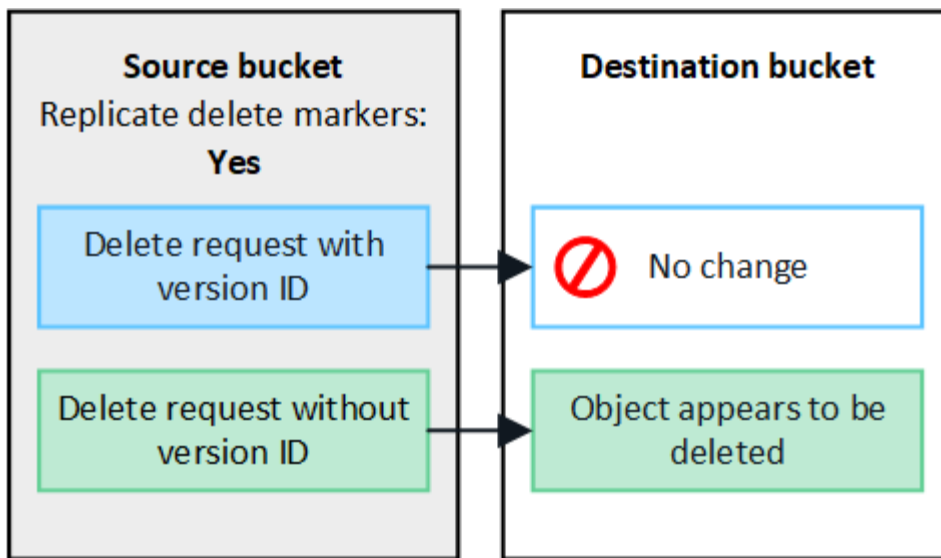 Source bucket
Replicate delete markers:
Yes
Delete request with
version ID
Delete request without
version ID
Destination bucket
No change
Object appears to be
deleted